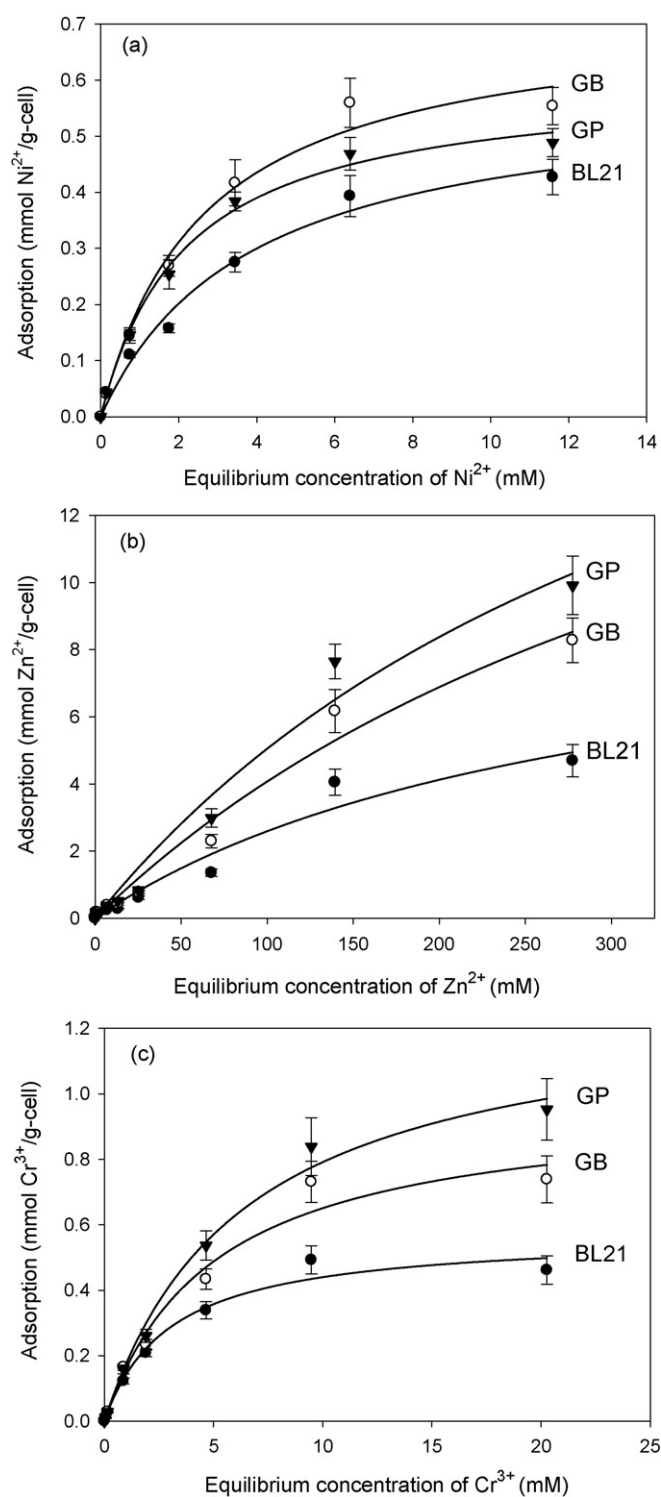 (a)
Adsorption (mmol Ni²⁺/g-cell)
0.7
0.6
0.5
0.4
0.3
0.2
0.1
0.0
GB
GP
BL21
0 2 4 6 8 10 12 14
Equilibrium concentration of Ni²⁺ (mM)
(b)
Adsorption (mmol Zn²⁺/g-cell)
12
10
8
6
4
2
0
GP
GB
BL21
0 50 100 150 200 250 300
Equilibrium concentration of Zn²⁺ (mM)
(c)
Adsorption (mmol Cr³⁺/g-cell)
1.2
1.0
0.8
0.6
0.4
0.2
0.0
GP
GB
BL21
0 5 10 15 20 25
Equilibrium concentration of Cr³⁺ (mM)